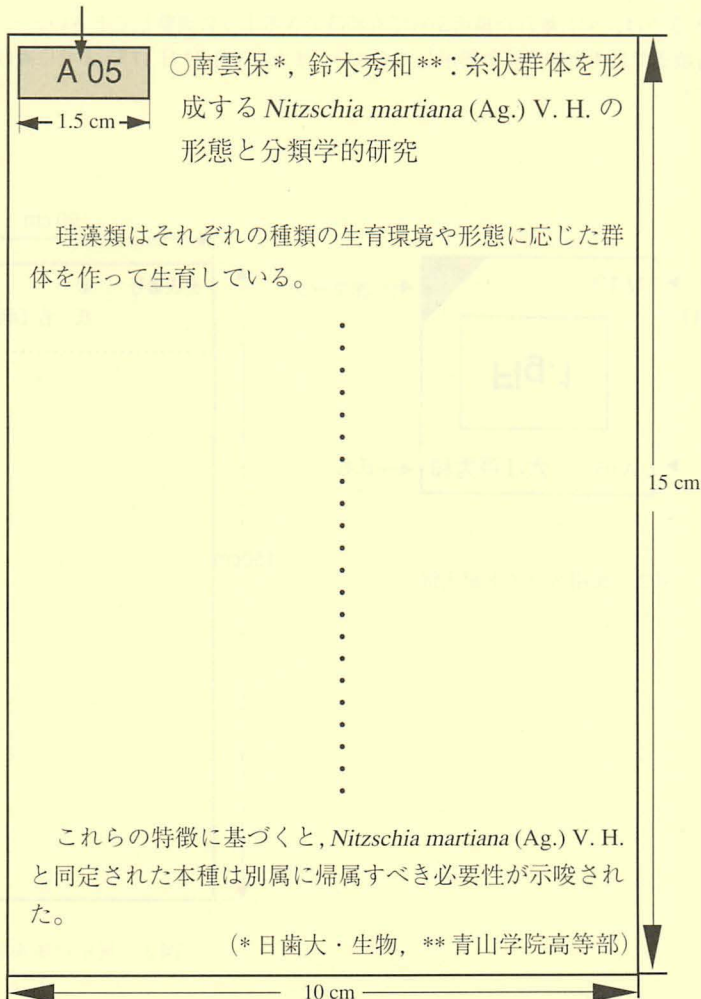 A 05
1.5 cm
○南雲保*, 鈴木秀和**:糸状群体を形
成する Nitzschia martiana (Ag.) V. H. の
形態と分類学的研究
珪藻類はそれぞれの種類の生育環境や形態に応じた群
体を作って生育している。
15 cm
これらの特徴に基づくと, Nitzschia martiana (Ag.) V. H.
と同定された本種は別属に帰属すべき必要性が示唆され
た。
(* 日歯大・生物, ** 青山学院高等部)
10 cm